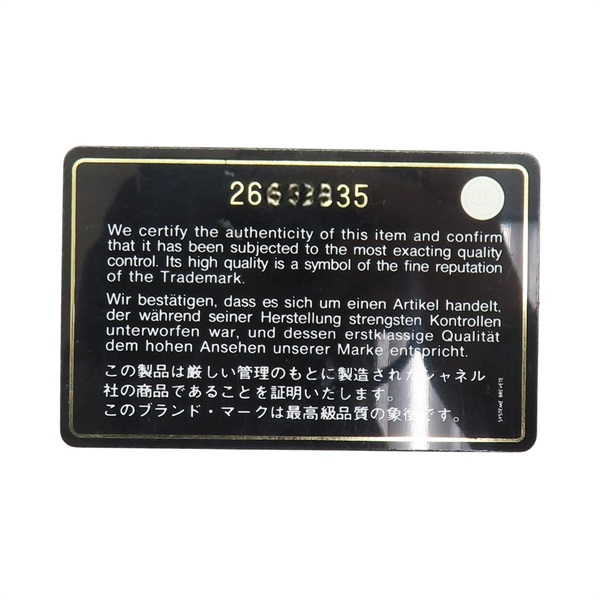 We certify the authenticity of this item and confirm
that it has been subjected to the most exacting quality
control. Its high quality is a symbol of the fine reputation
of the Trademark.
Wir bestätigen, dass es sich um einen Artikel handelt,
der während seiner Herstellung strengsten Kontrollen
unterworfen war, und dessen erstklassige Qualität
dem hohen Ansehen unserer Marke entspricht.
この製品は厳しい管理のもとに製造されたシャネル
社の商品であることを証明いたします。
このブランド・マークは最高級品質の象徴です。
SYSTEME BREVETE